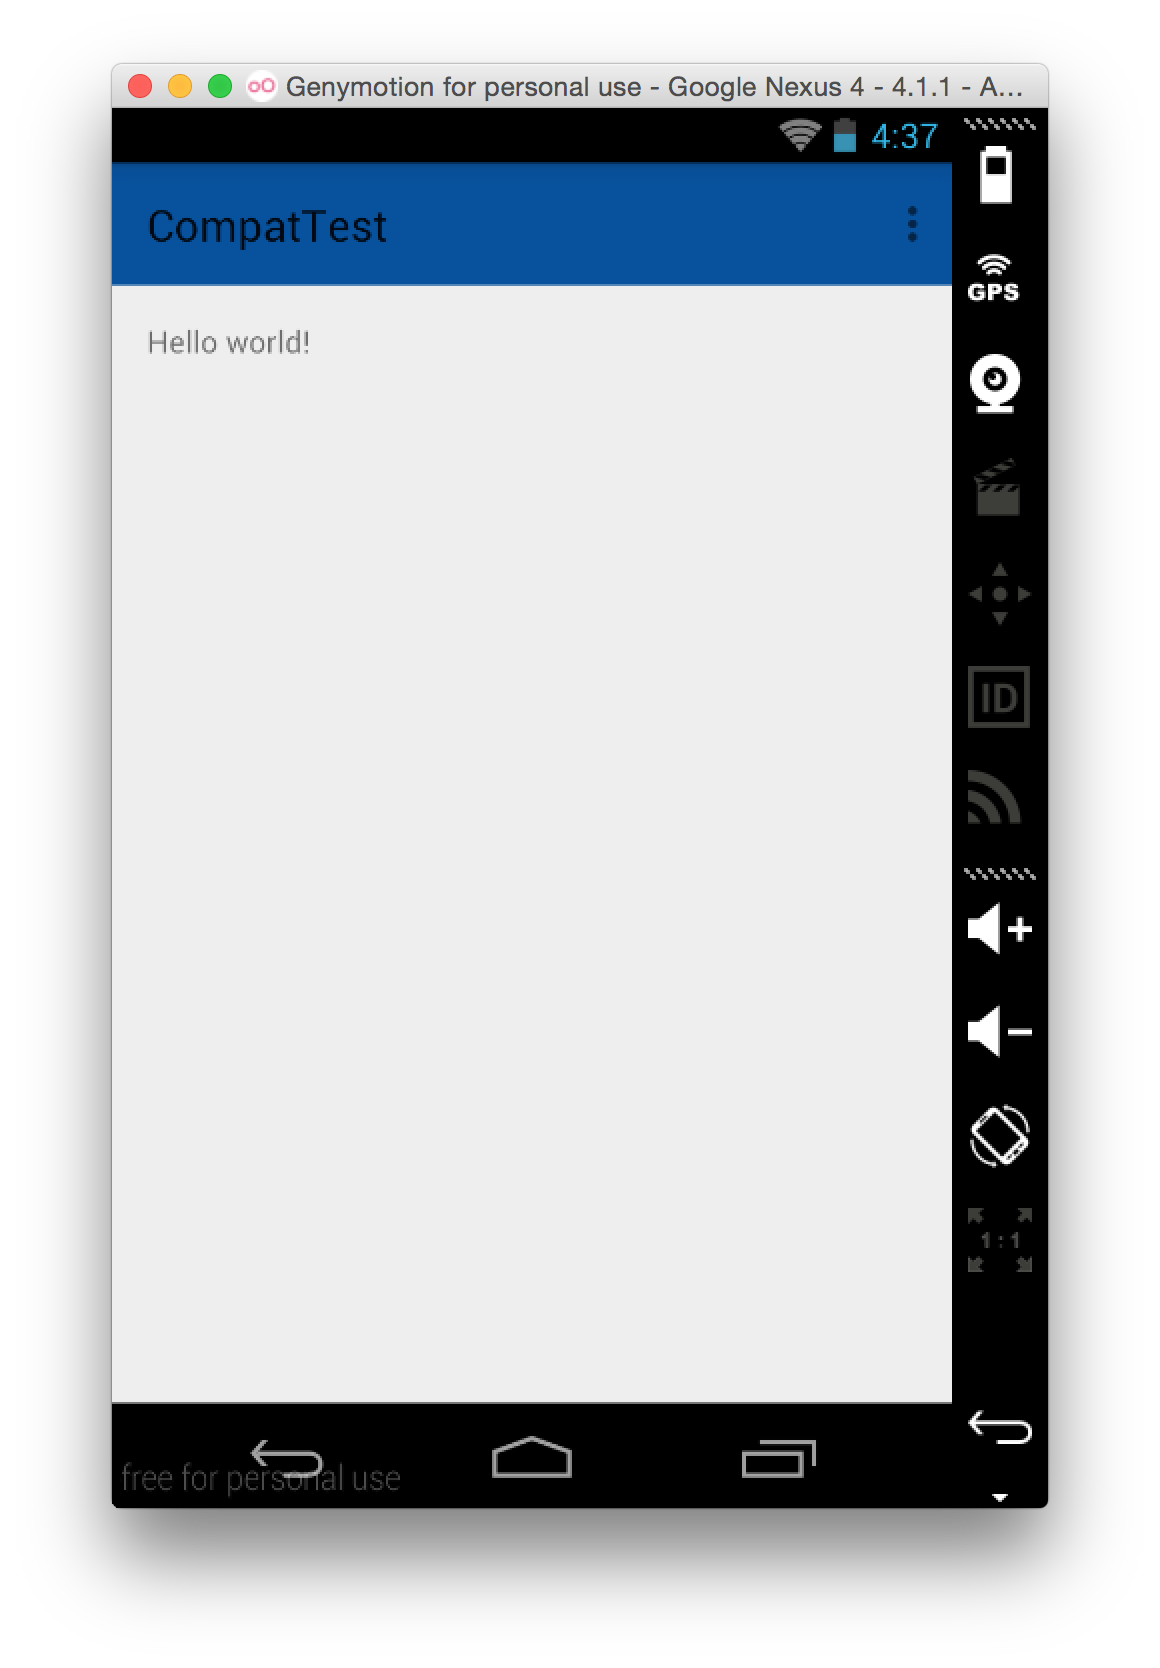 Genymotion for personal use - Google Nexus 4 - 4.1.1 - A...
4:37
CompatTest
GPS
Hello world!
ID
1:1
free for personal use